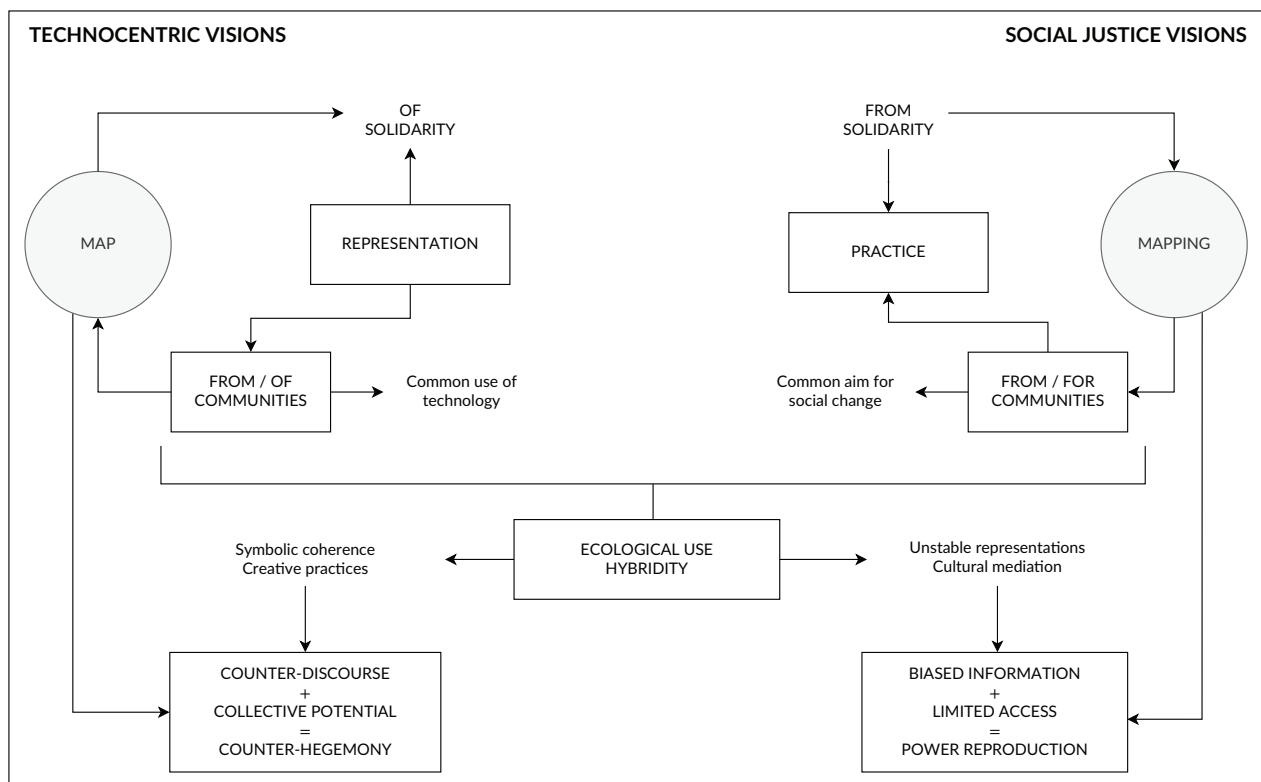 TECHNOCENTRIC VISIONS
SOCIAL JUSTICE VISIONS
OF
SOLIDARITY
FROM
SOLIDARITY
MAP
REPRESENTATION
PRACTICE
MAPPING
FROM / OF
COMMUNITIES
Common use of
technology
Common aim for
social change
FROM / FOR
COMMUNITIES
Symbolic coherence
Creative practices
ECOLOGICAL USE
HYBRIDITY
Unstable representations
Cultural mediation
COUNTER-DISCOURSE
+
COLLECTIVE POTENTIAL
=
COUNTER-HEGEMONY
BIASED INFORMATION
+
LIMITED ACCESS
=
POWER REPRODUCTION